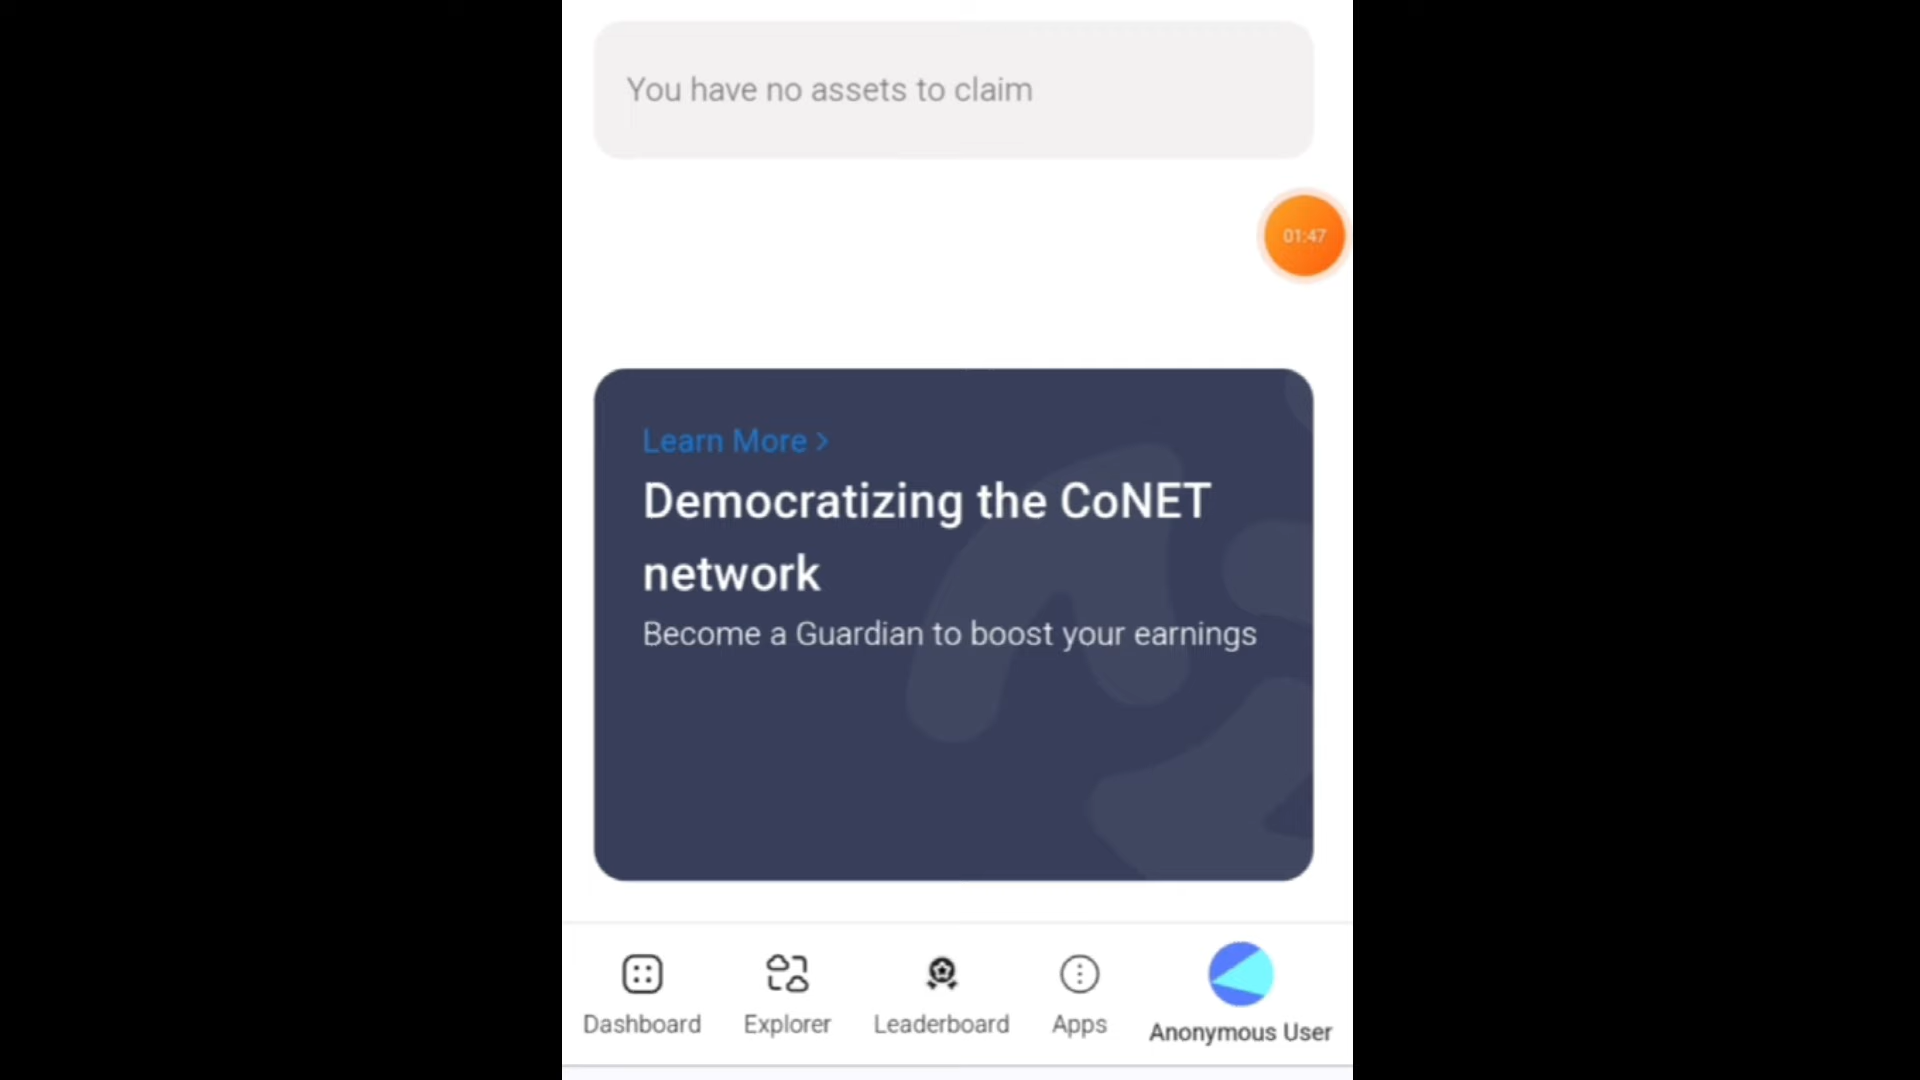 You have no assets to claim
01:47
Learn More >
Democratizing the CoNET
network
Become a Guardian to boost your earnings
Dashboard
Explorer
Leaderboard
Apps
Anonymous User